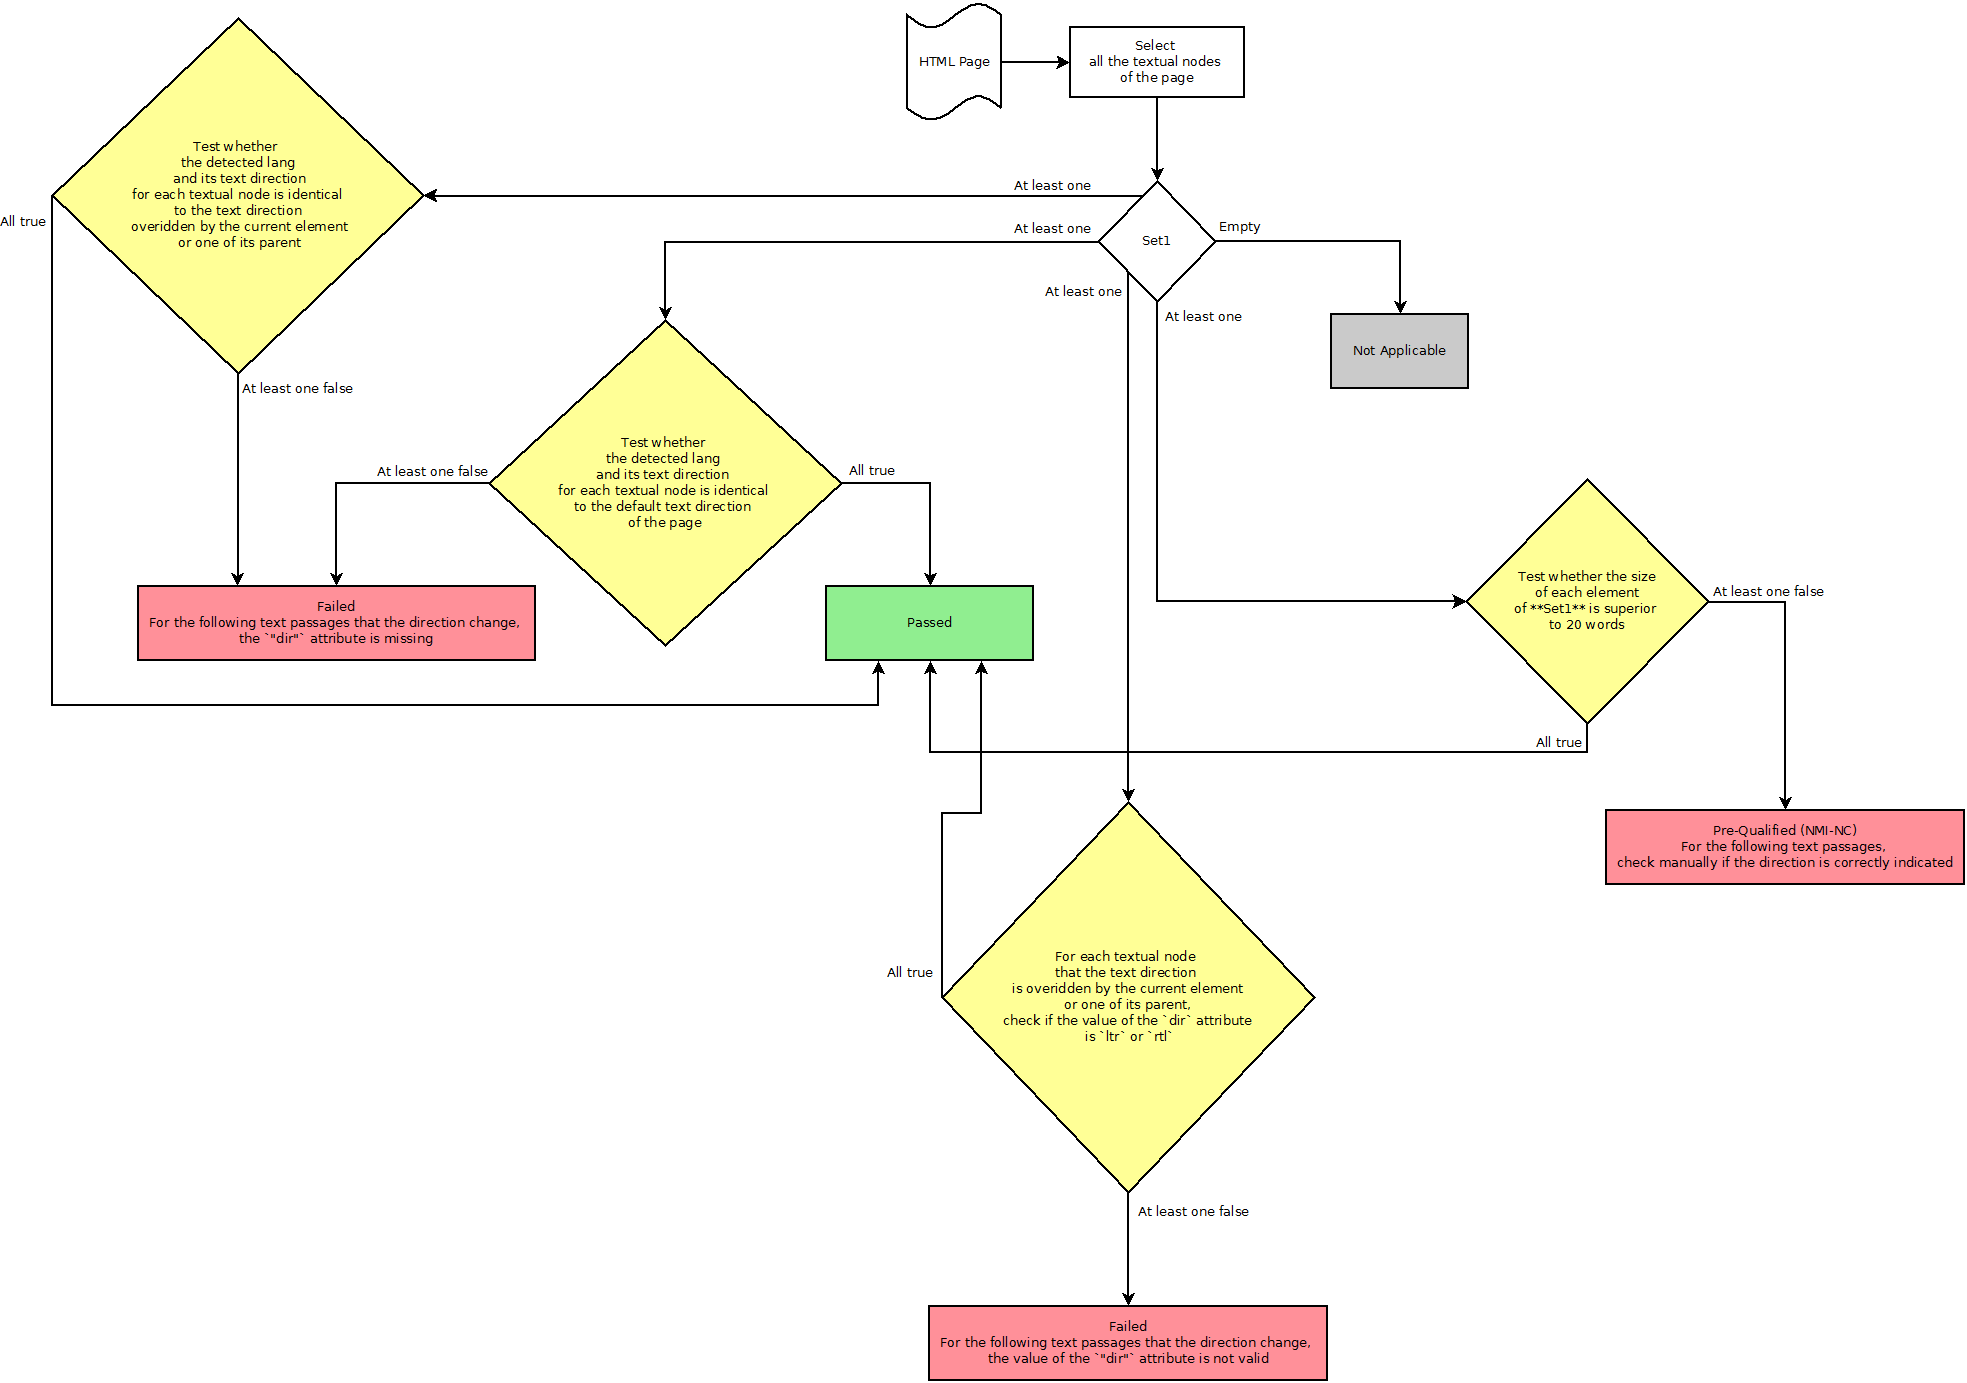 HTML Page
Select
all the textual nodes
of the page
Test whether
the detected lang
and its text direction
for each textual node is identical
to the text direction
overidden by the current element
or one of its parent
At least one
At least one
Set1
Empty
All true
At least one
At least one
Not Applicable
At least one false
Test whether
the detected lang
and its text direction
for each textual node is identical
to the default text direction
of the page
At least one false
All true
Test whether the size
of each element
of **Set1** is superior
to 20 words
At least one false
Failed
For the following text passages that the direction change,
the `"dir"` attribute is missing
Passed
All true
Pre-Qualified (NMI-NC)
For the following text passages,
check manually if the direction is correctly indicated
All true
For each textual node
that the text direction
is overidden by the current element
or one of its parent,
check if the value of the `dir` attribute
is `ltr` or `rtl`
At least one false
Failed
For the following text passages that the direction change,
the value of the `"dir"` attribute is not valid